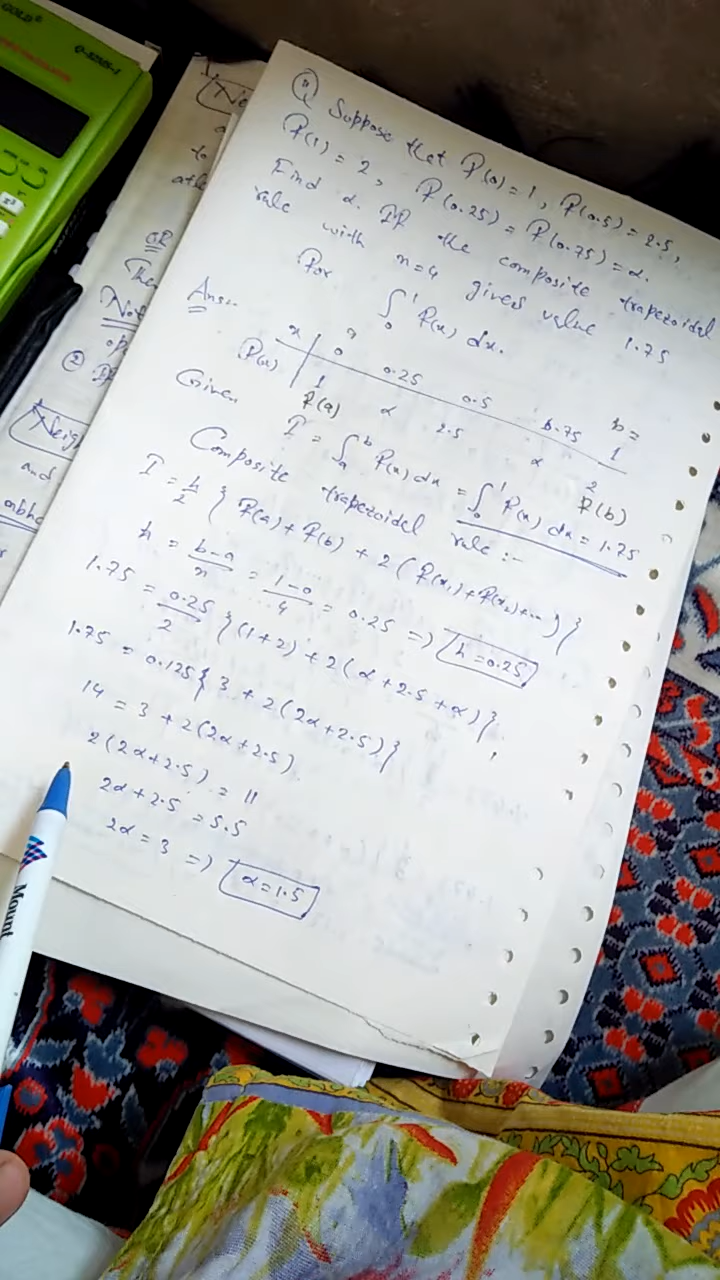 GOLD
Q) Suppose that f(0)=1, f(0.5)=2.5,
f(1)=2, f(0.25)=f(0.75)=α.
Find α. If the composite trapezoidal
rule with n=4 gives value 1.75
for ∫₀¹ f(x) dx.
Ans.
x | 0 0.25 0.5 0.75 1
f(x) | 1 α 2.5 α 2
f(a) f(b)
Given I = ∫ₐᵇ f(x) dx = ∫₀¹ f(x) dx = 1.75
Composite trapezoidal rule :-
I = h/2 { f(a) + f(b) + 2 ( f(x₁) + f(x₂) + ... ) }
h = b-a/n = 1-0/4 = 0.25 => h = 0.25
1.75 = 0.25/2 { (1+2) + 2 ( α + 2.5 + α ) }
1.75 = 0.125 { 3 + 2 ( 2α + 2.5 ) }
14 = 3 + 2 ( 2α + 2.5 )
2 ( 2α + 2.5 ) = 11
2α + 2.5 = 5.5
2α = 3 => α = 1.5
OR
and
Mount